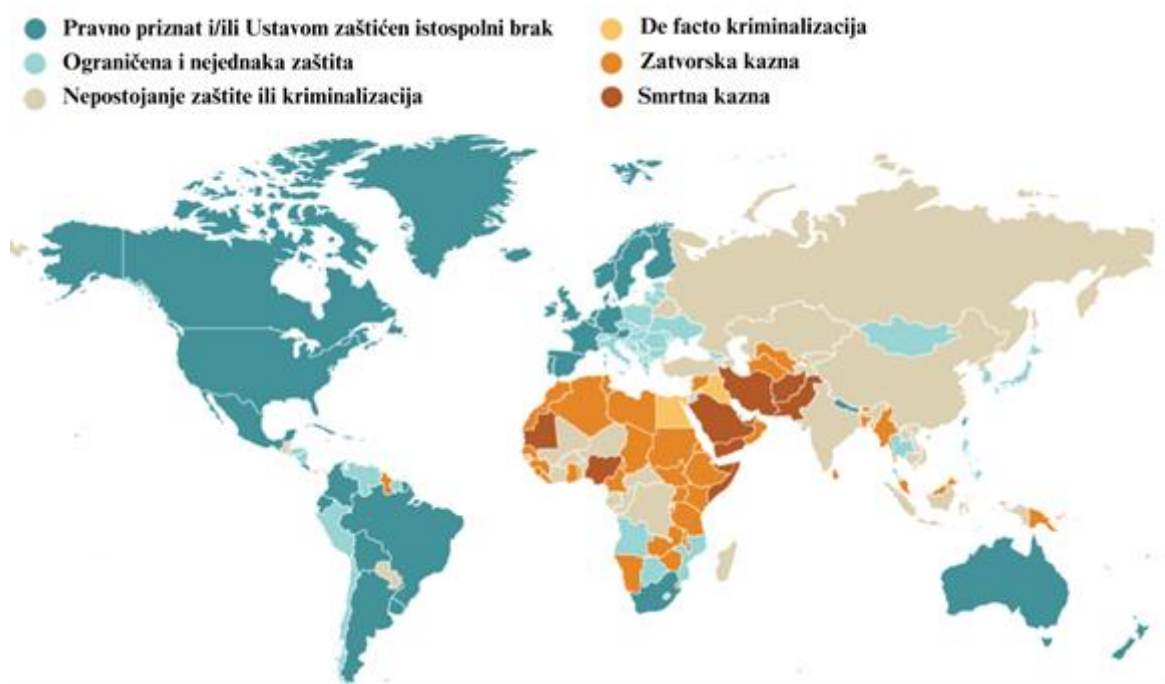 Pravno priznat i/ili Ustavom zaštićen istospolni brak
Ograničena i nejednaka zaštita
Nepostojanje zaštite ili kriminalizacija
De facto kriminalizacija
Zatvorska kazna
Smrtna kazna